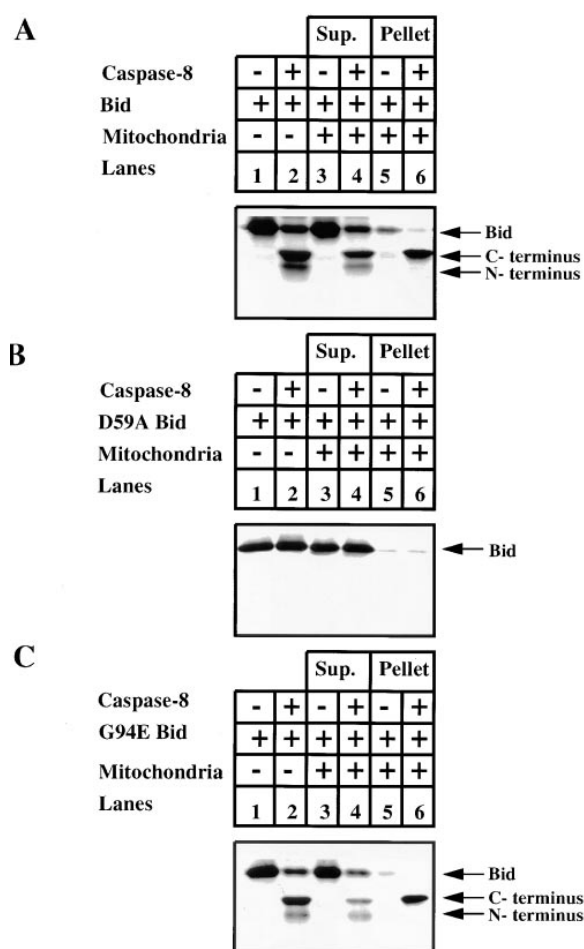 A
Sup. Pellet
Caspase-8 - + - + - +
Bid + + + + + +
Mitochondria - - + + + +
Lanes 1 2 3 4 5 6
Bid
C- terminus
N- terminus
B
Sup. Pellet
Caspase-8 - + - + - +
D59A Bid + + + + + +
Mitochondria - - + + + +
Lanes 1 2 3 4 5 6
Bid
C
Sup. Pellet
Caspase-8 - + - + - +
G94E Bid + + + + + +
Mitochondria - - + + + +
Lanes 1 2 3 4 5 6
Bid
C- terminus
N- terminus